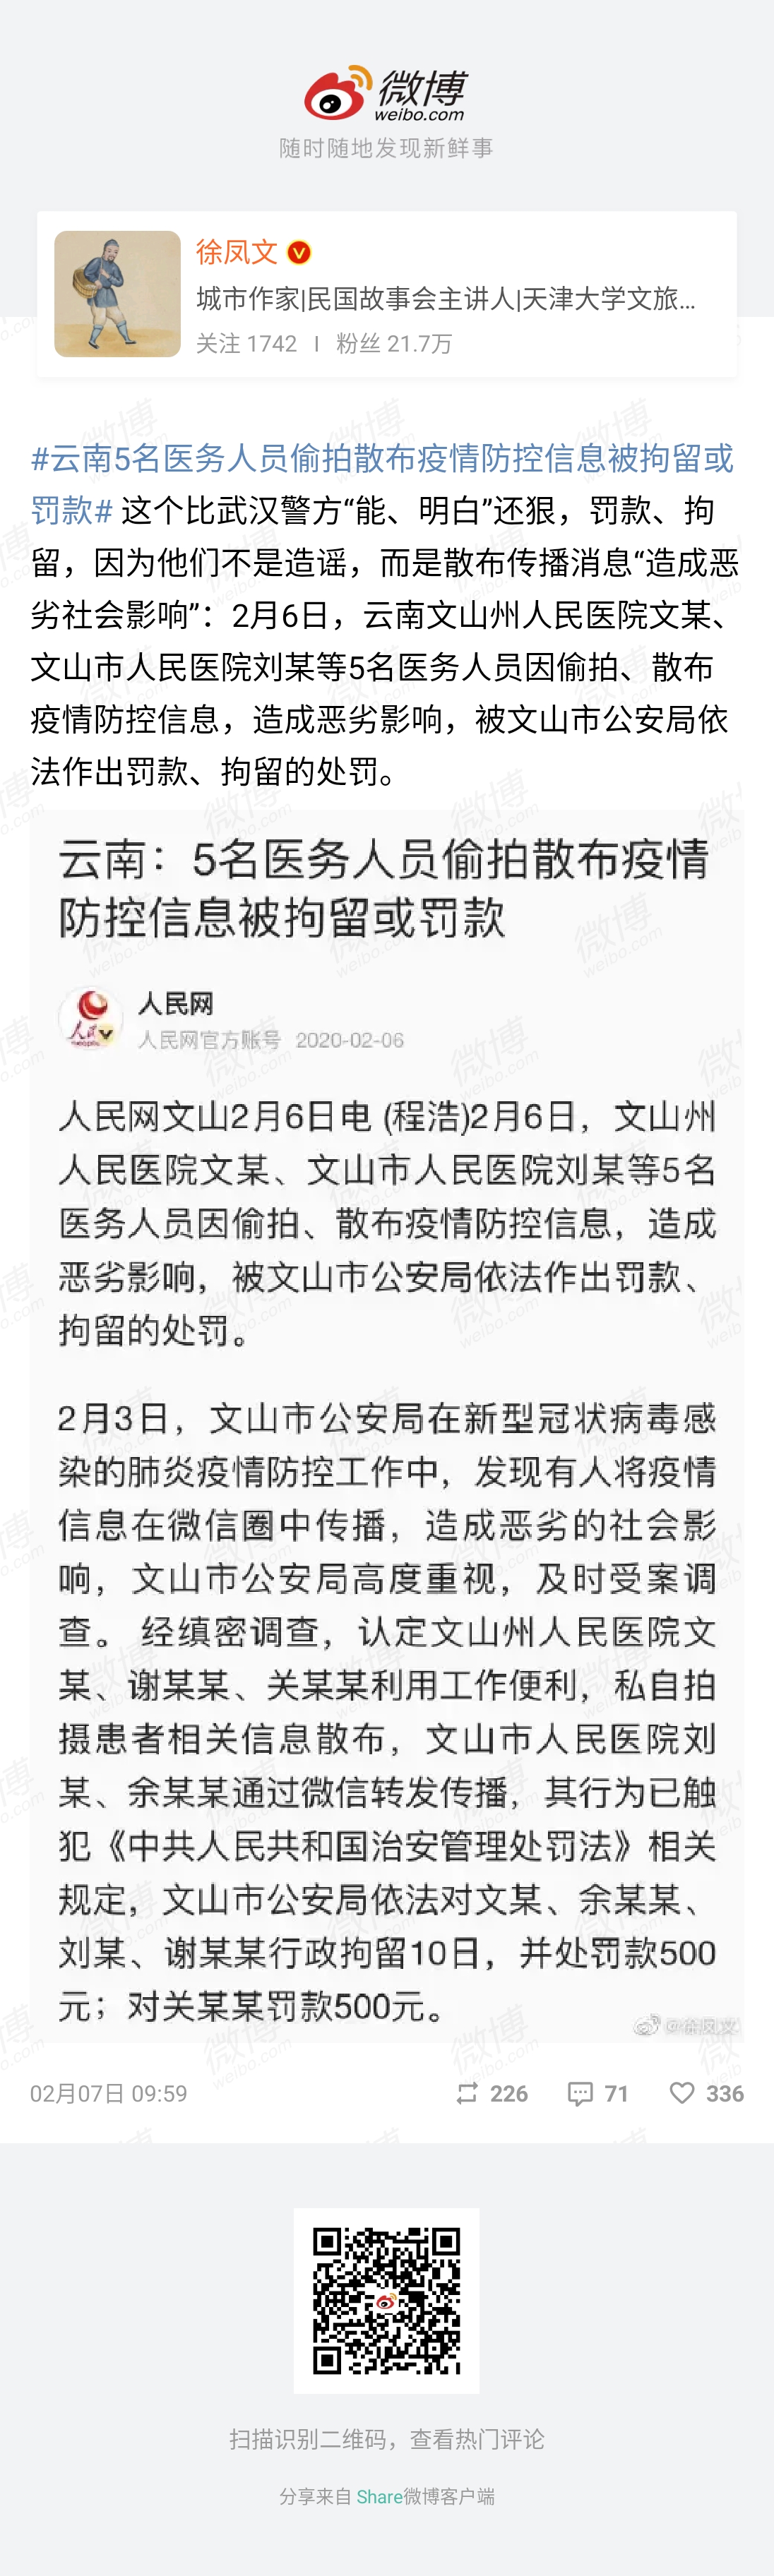 微博
weibo.com
随时随地发现新鲜事
徐凤文
城市作家|民国故事会主讲人|天津大学文旅...
关注 1742 | 粉丝 21.7万
#云南5名医务人员偷拍散布疫情防控信息被拘留或
罚款# 这个比武汉警方“能、明白”还狠，罚款、拘
留，因为他们不是造谣，而是散布传播消息“造成恶
劣社会影响”：2月6日，云南文山州人民医院文某、
文山市人民医院刘某等5名医务人员因偷拍、散布
疫情防控信息，造成恶劣影响，被文山市公安局依
法作出罚款、拘留的处罚。
云南：5名医务人员偷拍散布疫情
防控信息被拘留或罚款
人民网
人民网官方账号 2020-02-06
人民网文山2月6日电 (程浩)2月6日，文山州
人民医院文某、文山市人民医院刘某等5名
医务人员因偷拍、散布疫情防控信息，造成
恶劣影响，被文山市公安局依法作出罚款、
拘留的处罚。
2月3日，文山市公安局在新型冠状病毒感
染的肺炎疫情防控工作中，发现有人将疫情
信息在微信圈中传播，造成恶劣的社会影
响，文山市公安局高度重视，及时受案调
查。 经缜密调查，认定文山州人民医院文
某、谢某某、关某某利用工作便利，私自拍
摄患者相关信息散布，文山市人民医院刘
某、余某某通过微信转发传播，其行为已触
犯《中共人民共和国治安管理处罚法》相关
规定，文山市公安局依法对文某、余某某、
刘某、谢某某行政拘留10日，并处罚款500
元；对关某某罚款500元。
@徐凤文
02月07日 09:59 226 71 336
扫描识别二维码，查看热门评论
分享来自 Share微博客户端